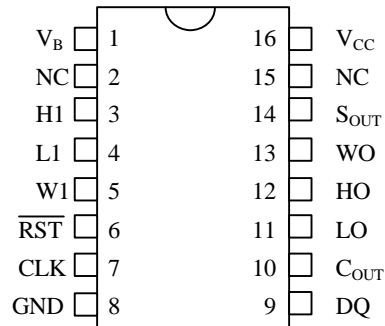 V_B 1 16 V_CC
NC 2 15 NC
H1 3 14 S_OUT
L1 4 13 WO
W1 5 12 HO
R̅S̅T̅ 6 11 LO
CLK 7 10 C_OUT
GND 8 9 DQ